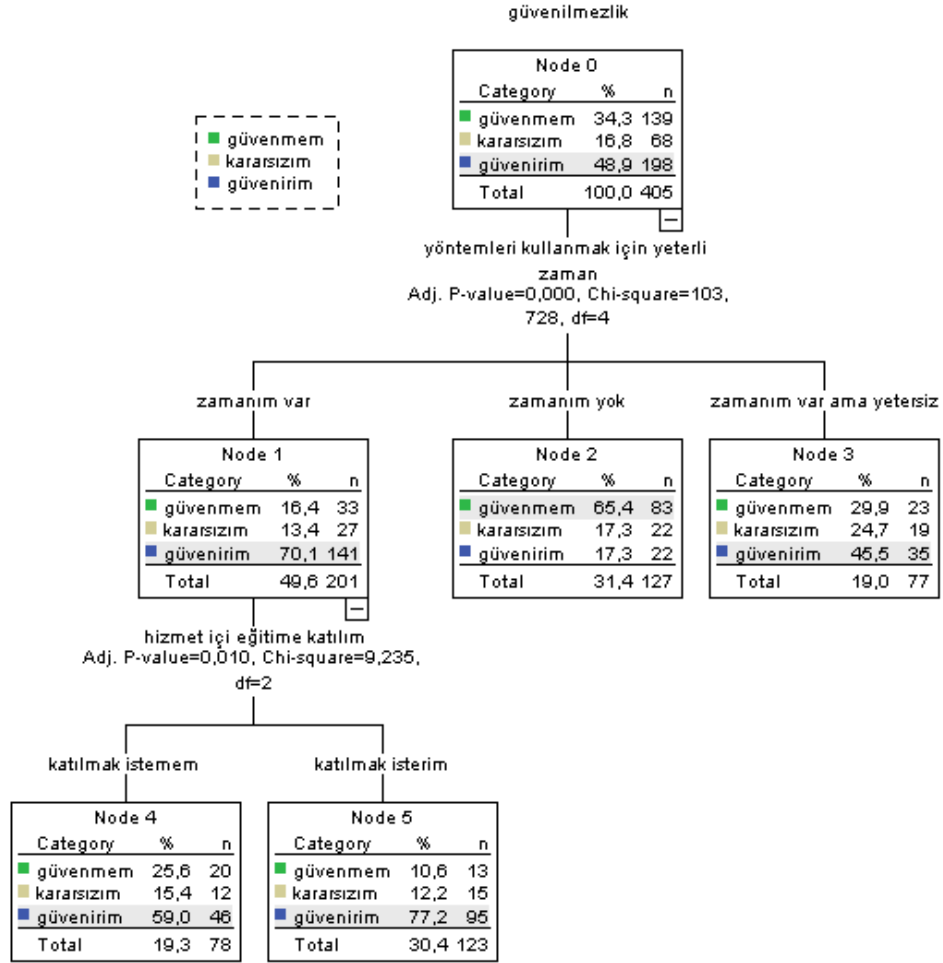 güvenilmezlik
Node 0
Category % n
güvenmem 34,3 139
kararsızım 16,8 68
güvenirim 48,9 198
Total 100,0 405
güvenmem
kararsızım
güvenirim
yöntemleri kullanmak için yeterli
zaman
Adj. P-value=0,000, Chi-square=103,
728, df=4
zamanım var
zamanım yok
zamanım var ama yetersiz
Node 1
Category % n
güvenmem 16,4 33
kararsızım 13,4 27
güvenirim 70,1 141
Total 49,6 201
Node 2
Category % n
güvenmem 65,4 83
kararsızım 17,3 22
güvenirim 17,3 22
Total 31,4 127
Node 3
Category % n
güvenmem 29,9 23
kararsızım 24,7 19
güvenirim 45,5 35
Total 19,0 77
hizmet içi eğitime katılım
Adj. P-value=0,010, Chi-square=9,235,
df=2
katılmak istemem
katılmak isterim
Node 4
Category % n
güvenmem 25,6 20
kararsızım 15,4 12
güvenirim 59,0 46
Total 19,3 78
Node 5
Category % n
güvenmem 10,6 13
kararsızım 12,2 15
güvenirim 77,2 95
Total 30,4 123